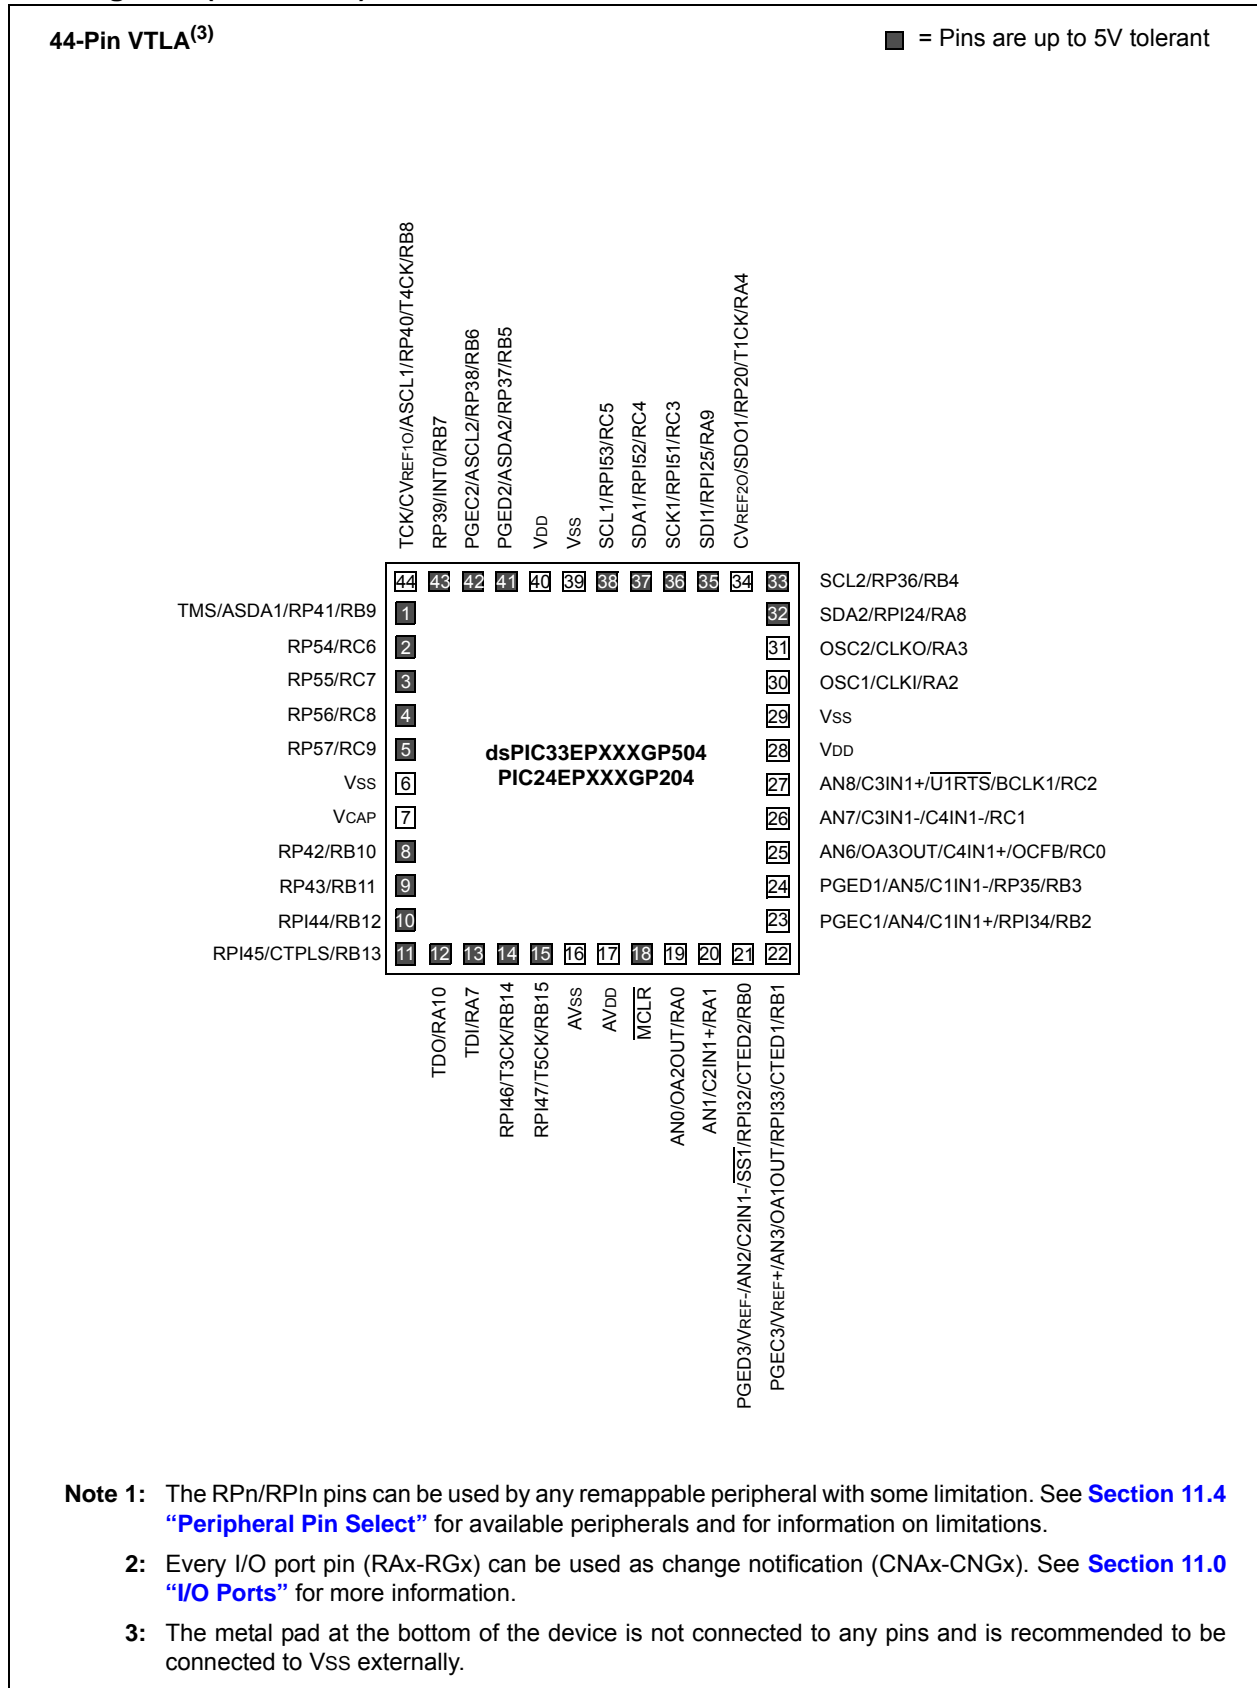 44-Pin VTLA(3)
= Pins are up to 5V tolerant
TCK/CVREF1O/ASCL1/RP40/T4CK/RB8
RP39/INT0/RB7
PGEC2/ASCL2/RP38/RB6
PGED2/ASDA2/RP37/RB5
VDD
VSS
SCL1/RPI53/RC5
SDA1/RPI52/RC4
SCK1/RPI51/RC3
SDI1/RPI25/RA9
CVREF2O/SDO1/RP20/T1CK/RA4
44 43 42 41 40 39 38 37 36 35 34 33 SCL2/RP36/RB4
TMS/ASDA1/RP41/RB9 1 32 SDA2/RPI24/RA8
RP54/RC6 2 31 OSC2/CLKO/RA3
RP55/RC7 3 30 OSC1/CLKI/RA2
RP56/RC8 4 29 VSS
RP57/RC9 5 dsPIC33EPXXXGP504 28 VDD
VSS 6 PIC24EPXXXGP204 27 AN8/C3IN1+/U1RTS/BCLK1/RC2
VCAP 7 26 AN7/C3IN1-/C4IN1-/RC1
RP42/RB10 8 25 AN6/OA3OUT/C4IN1+/OCFB/RC0
RP43/RB11 9 24 PGED1/AN5/C1IN1-/RP35/RB3
RPI44/RB12 10 23 PGEC1/AN4/C1IN1+/RPI34/RB2
RPI45/CTPLS/RB13 11 12 13 14 15 16 17 18 19 20 21 22
TDO/RA10
TDI/RA7
RPI46/T3CK/RB14
RPI47/T5CK/RB15
AVSS
AVDD
MCLR
AN0/OA2OUT/RA0
AN1/C2IN1+/RA1
PGED3/VREF-/AN2/C2IN1-/SS1/RPI32/CTED2/RB0
PGEC3/VREF+/AN3/OA1OUT/RPI33/CTED1/RB1
Note 1: The RPn/RPIn pins can be used by any remappable peripheral with some limitation. See Section 11.4
“Peripheral Pin Select” for available peripherals and for information on limitations.
2: Every I/O port pin (RAx-RGx) can be used as change notification (CNAx-CNGx). See Section 11.0
“I/O Ports” for more information.
3: The metal pad at the bottom of the device is not connected to any pins and is recommended to be
connected to VSS externally.